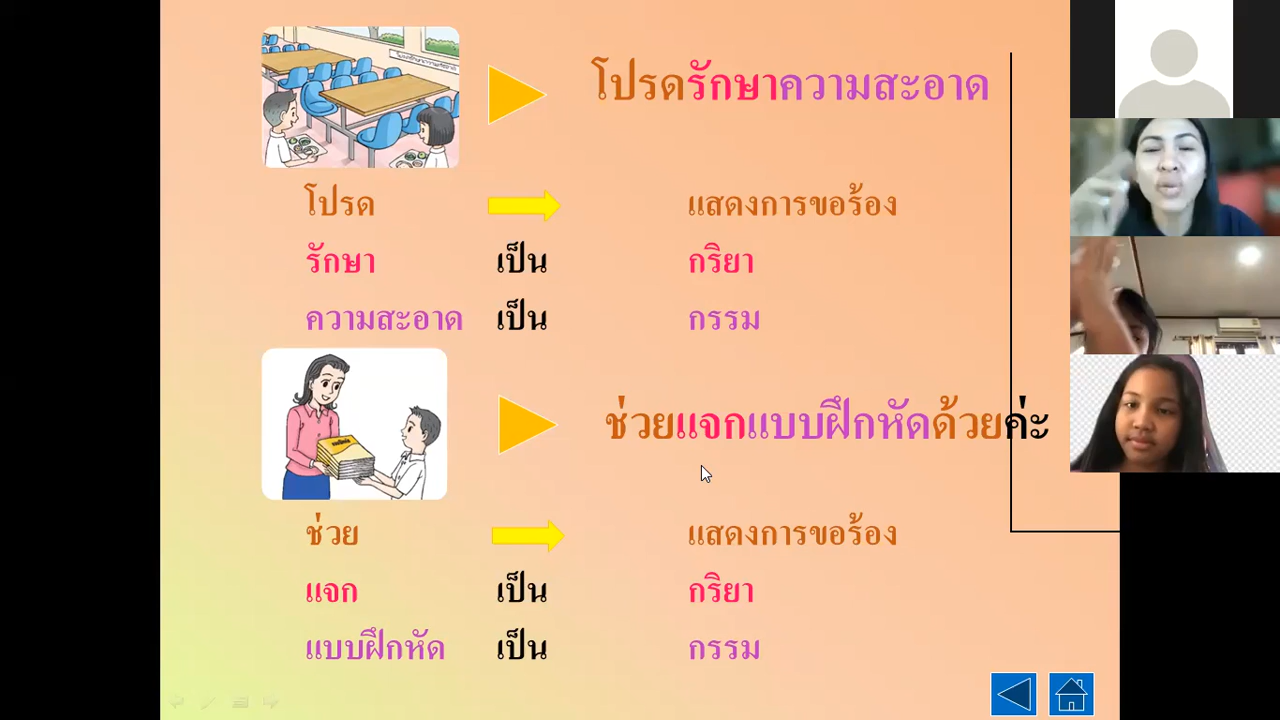 โปรดรักษาความสะอาด
โปรด แสดงการขอร้อง
รักษา เป็น กริยา
ความสะอาด เป็น กรรม
ช่วยแจกแบบฝึกหัดด้วยค่ะ
ช่วย แสดงการขอร้อง
แจก เป็น กริยา
แบบฝึกหัด เป็น กรรม